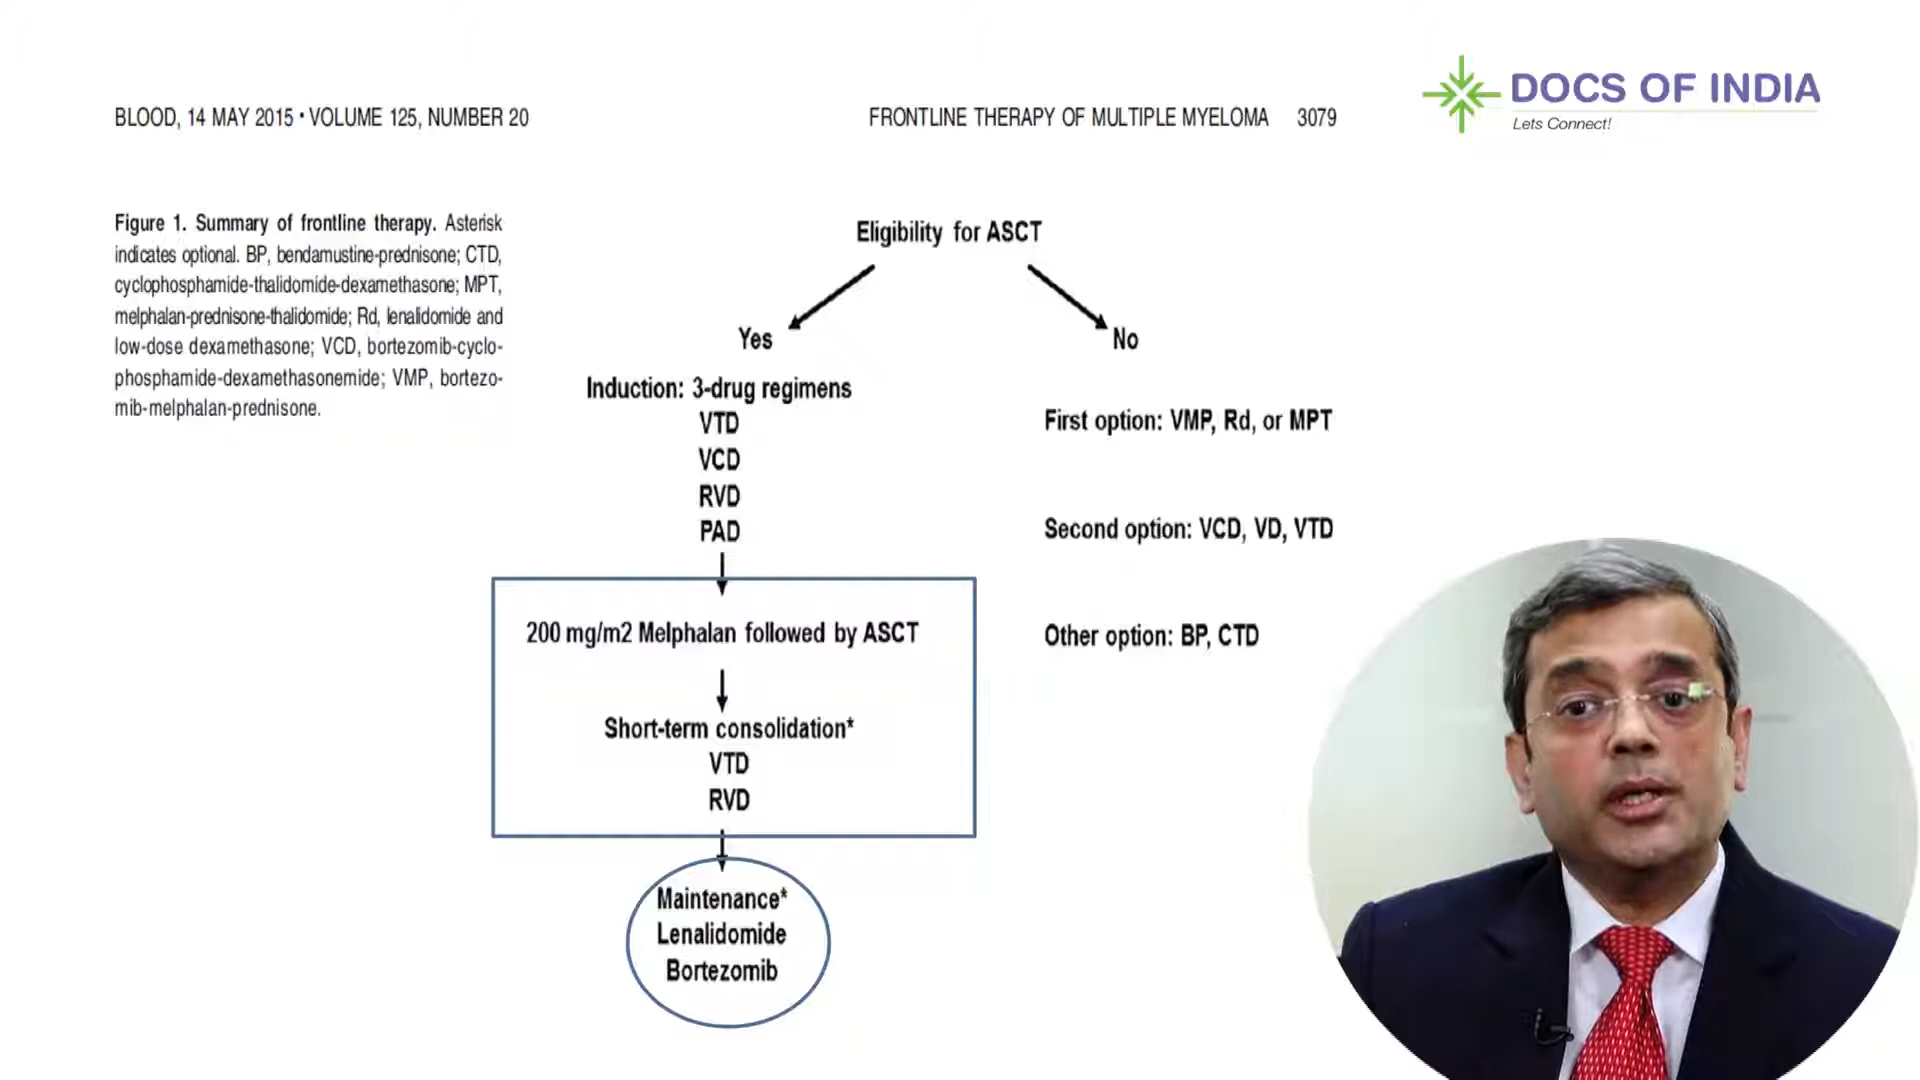 DOCS OF INDIA
Lets Connect!
BLOOD, 14 MAY 2015 • VOLUME 125, NUMBER 20
FRONTLINE THERAPY OF MULTIPLE MYELOMA 3079
Figure 1. Summary of frontline therapy. Asterisk
indicates optional. BP, bendamustine-prednisone; CTD,
cyclophosphamide-thalidomide-dexamethasone; MPT,
melphalan-prednisone-thalidomide; Rd, lenalidomide and
low-dose dexamethasone; VCD, bortezomib-cyclo-
phosphamide-dexamethasonemide; VMP, bortezo-
mib-melphalan-prednisone.
Eligibility for ASCT
Yes
Induction: 3-drug regimens
VTD
VCD
RVD
PAD
200 mg/m2 Melphalan followed by ASCT
Short-term consolidation*
VTD
RVD
Maintenance*
Lenalidomide
Bortezomib
No
First option: VMP, Rd, or MPT
Second option: VCD, VD, VTD
Other option: BP, CTD